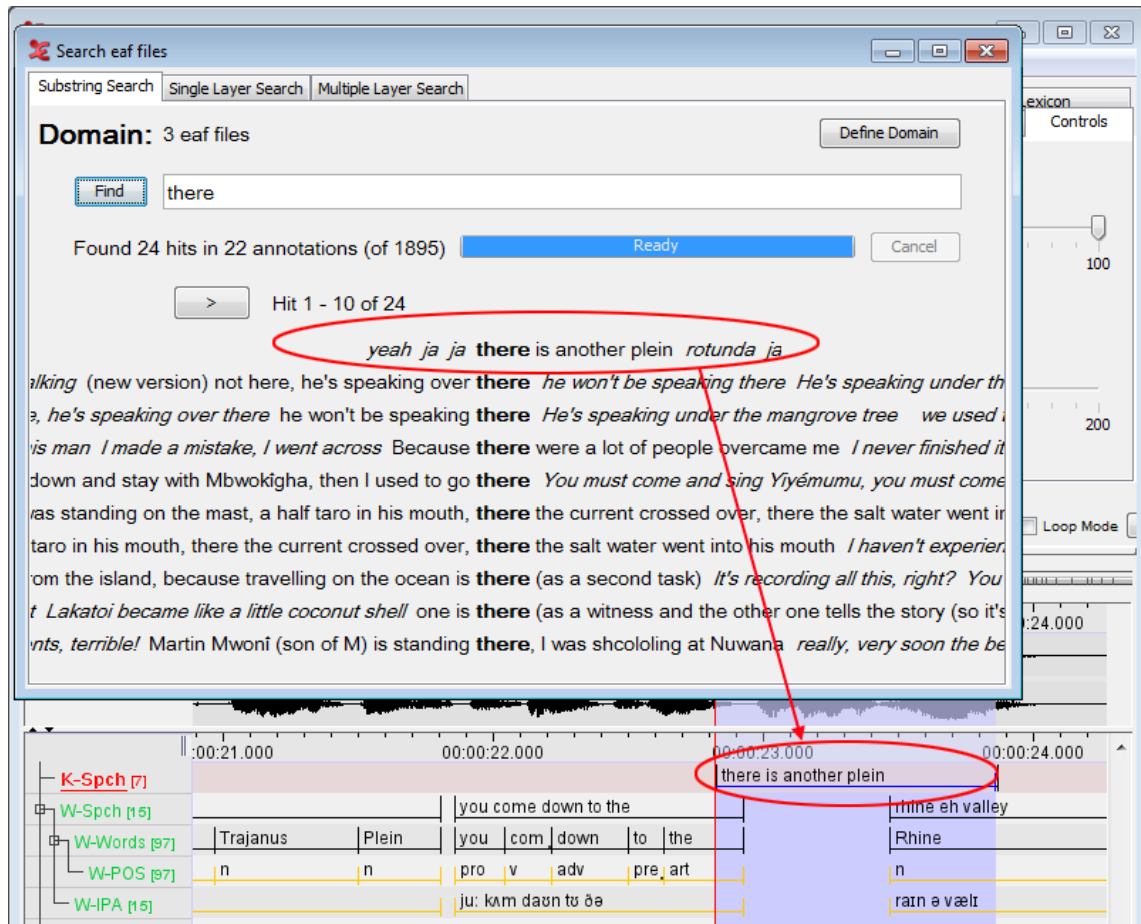 Search eaf files
Lexicon
Substring Search Single Layer Search Multiple Layer Search
Controls
Domain: 3 eaf files Define Domain
Find there
Found 24 hits in 22 annotations (of 1895) Ready Cancel
100
> Hit 1 - 10 of 24
yeah ja ja there is another plein rotunda ja
alking (new version) not here, he's speaking over there he won't be speaking there He's speaking under th
e, he's speaking over there he won't be speaking there He's speaking under the mangrove tree we used t
200
is man I made a mistake, I went across Because there were a lot of people overcame me I never finished it
down and stay with Mbwokîgha, then I used to go there You must come and sing Yiyémumu, you must come
as standing on the mast, a half taro in his mouth, there the current crossed over, there the salt water went in
Loop Mode
taro in his mouth, there the current crossed over, there the salt water went into his mouth I haven't experien
rom the island, because travelling on the ocean is there (as a second task) It's recording all this, right? You
t Lakatoi became like a little coconut shell one is there (as a witness and the other one tells the story (so it's
:24.000
nts, terrible! Martin Mwonî (son of M) is standing there, I was shcololing at Nuwana really, very soon the be
:00:21.000 00:00:22.000 00:00:23.000 00:00:24.000
K-Spch [7] there is another plein
W-Spch [15] you come down to the rhine eh valley
W-Words [97] Trajanus Plein you com down to the Rhine
W-POS [97] n n pro v adv pre art n
W-IPA [15] ju: kʌm daʊn tʊ ðə raɪn ə vælɪ